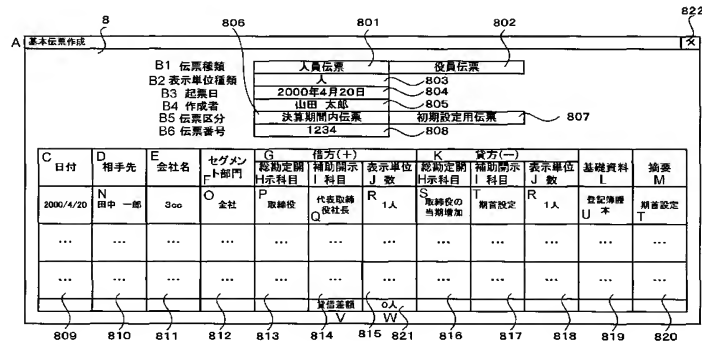 806 801 802 822
8
A 基本伝票作成 ×
B1 伝票種類 人員伝票 役員伝票
B2 表示単位種類 人 803
B3 起票日 2000年4月20日 804
B4 作成者 山田 太郎 805
B5 伝票区分 決算期間内伝票 初期設定用伝票 807
B6 伝票番号 1234 808
C 日付 D 相手先 E 会社名 セグメント部門 F G 借方(+) K 貸方(ー) 基礎資料 L 摘要 M
総勘定開示科目 H 補助開示科目 I 表示単位数 J 総勘定開示科目 H 補助開示科目 I 表示単位数 J
2000/4/20 N 田中 一郎 3cc O 全社 P 取締役 代表取締役社長 Q R 1人 S 取締役の当期増加 T 期首設定 R 1人 登記簿謄本 U 期首設定 T
… … … … … … … … … … … …
… … … … … … … … … … … …
貸借差額 0人
V W
809 810 811 812 813 814 815 821 816 817 818 819 820